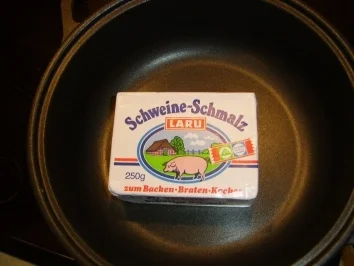 Schweine-Schmalz
LARU
250g
zum Backen·Braten·Kochen